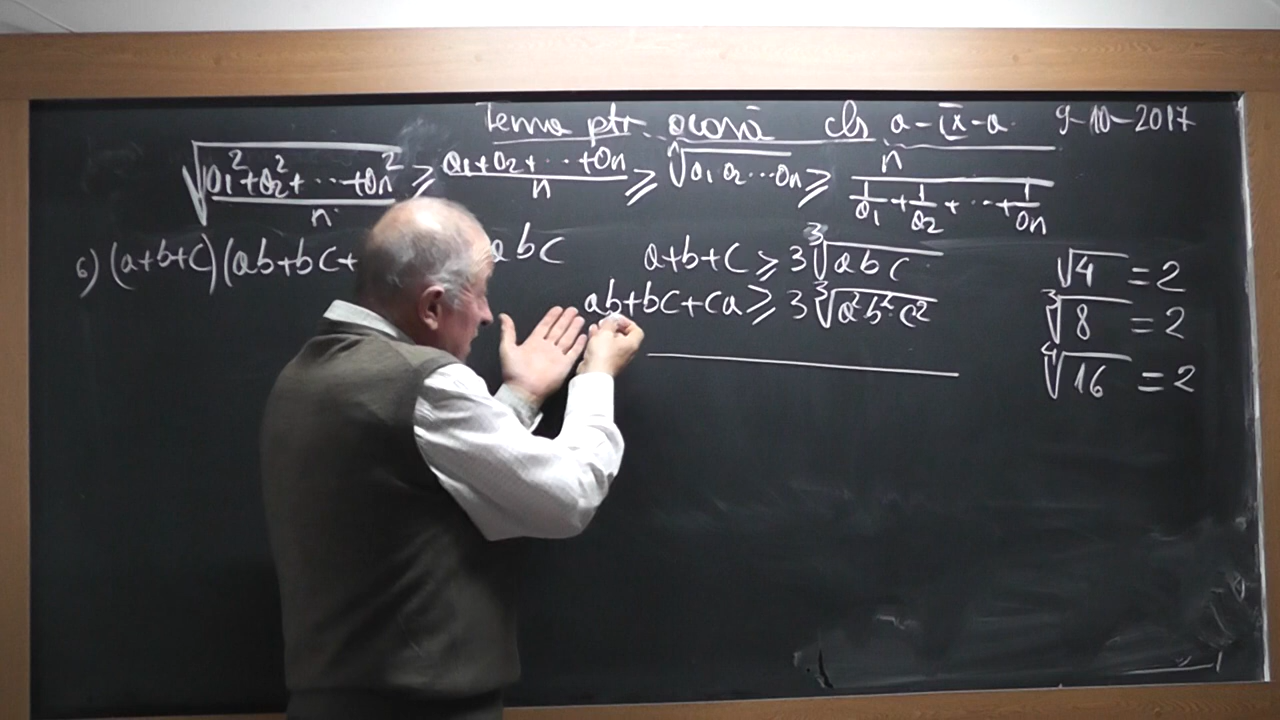 Tema ptr. acasă cls a-IX-a 9-10-2017
√((a₁²+a₂²+⋯+an²)/n) ≥ (a₁+a₂+⋯+an)/n ≥ ⁿ√(a₁a₂⋯an) ≥ n/(1/a₁+1/a₂+⋯+1/an)
6) (a+b+c)(ab+bc+ abc
a+b+c ≥ 3∛(abc)
ab+bc+ca ≥ 3∛(a²b²c²)
√4 = 2
∛8 = 2
∜16 = 2